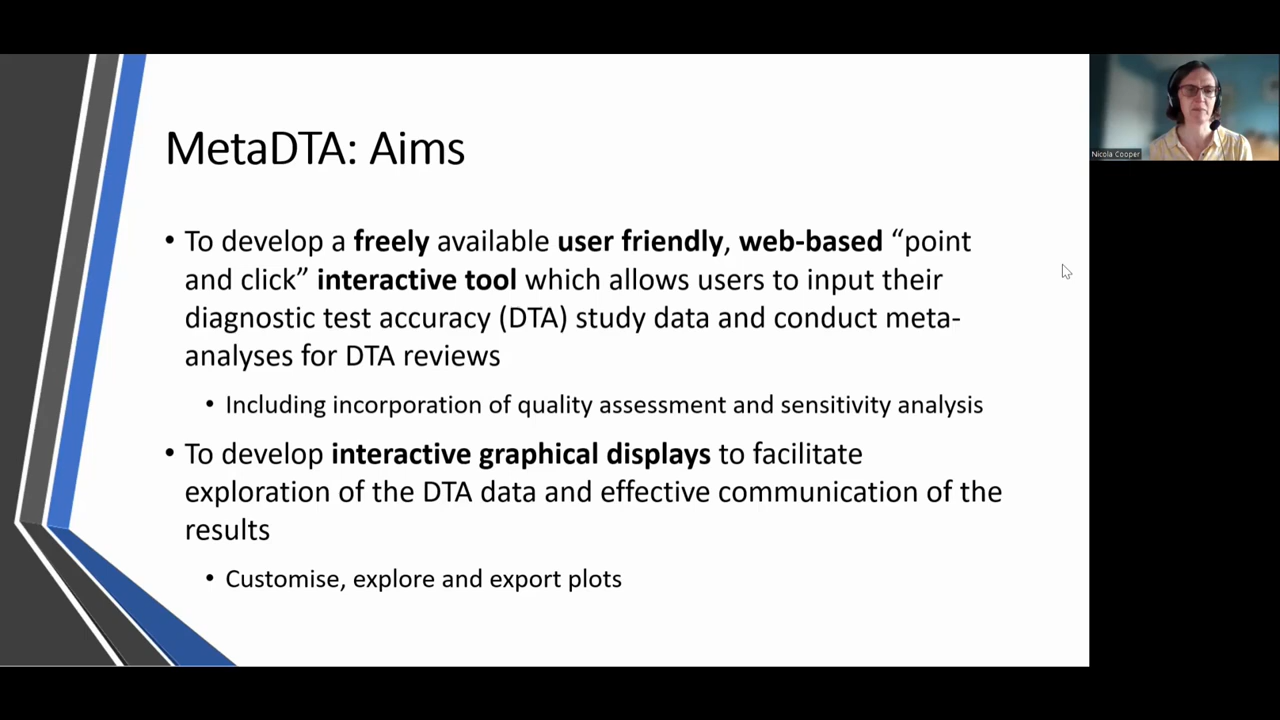 MetaDTA: Aims
• To develop a freely available user friendly, web-based “point
and click” interactive tool which allows users to input their
diagnostic test accuracy (DTA) study data and conduct meta-
analyses for DTA reviews
• Including incorporation of quality assessment and sensitivity analysis
• To develop interactive graphical displays to facilitate
exploration of the DTA data and effective communication of the
results
• Customise, explore and export plots
Nicola Cooper